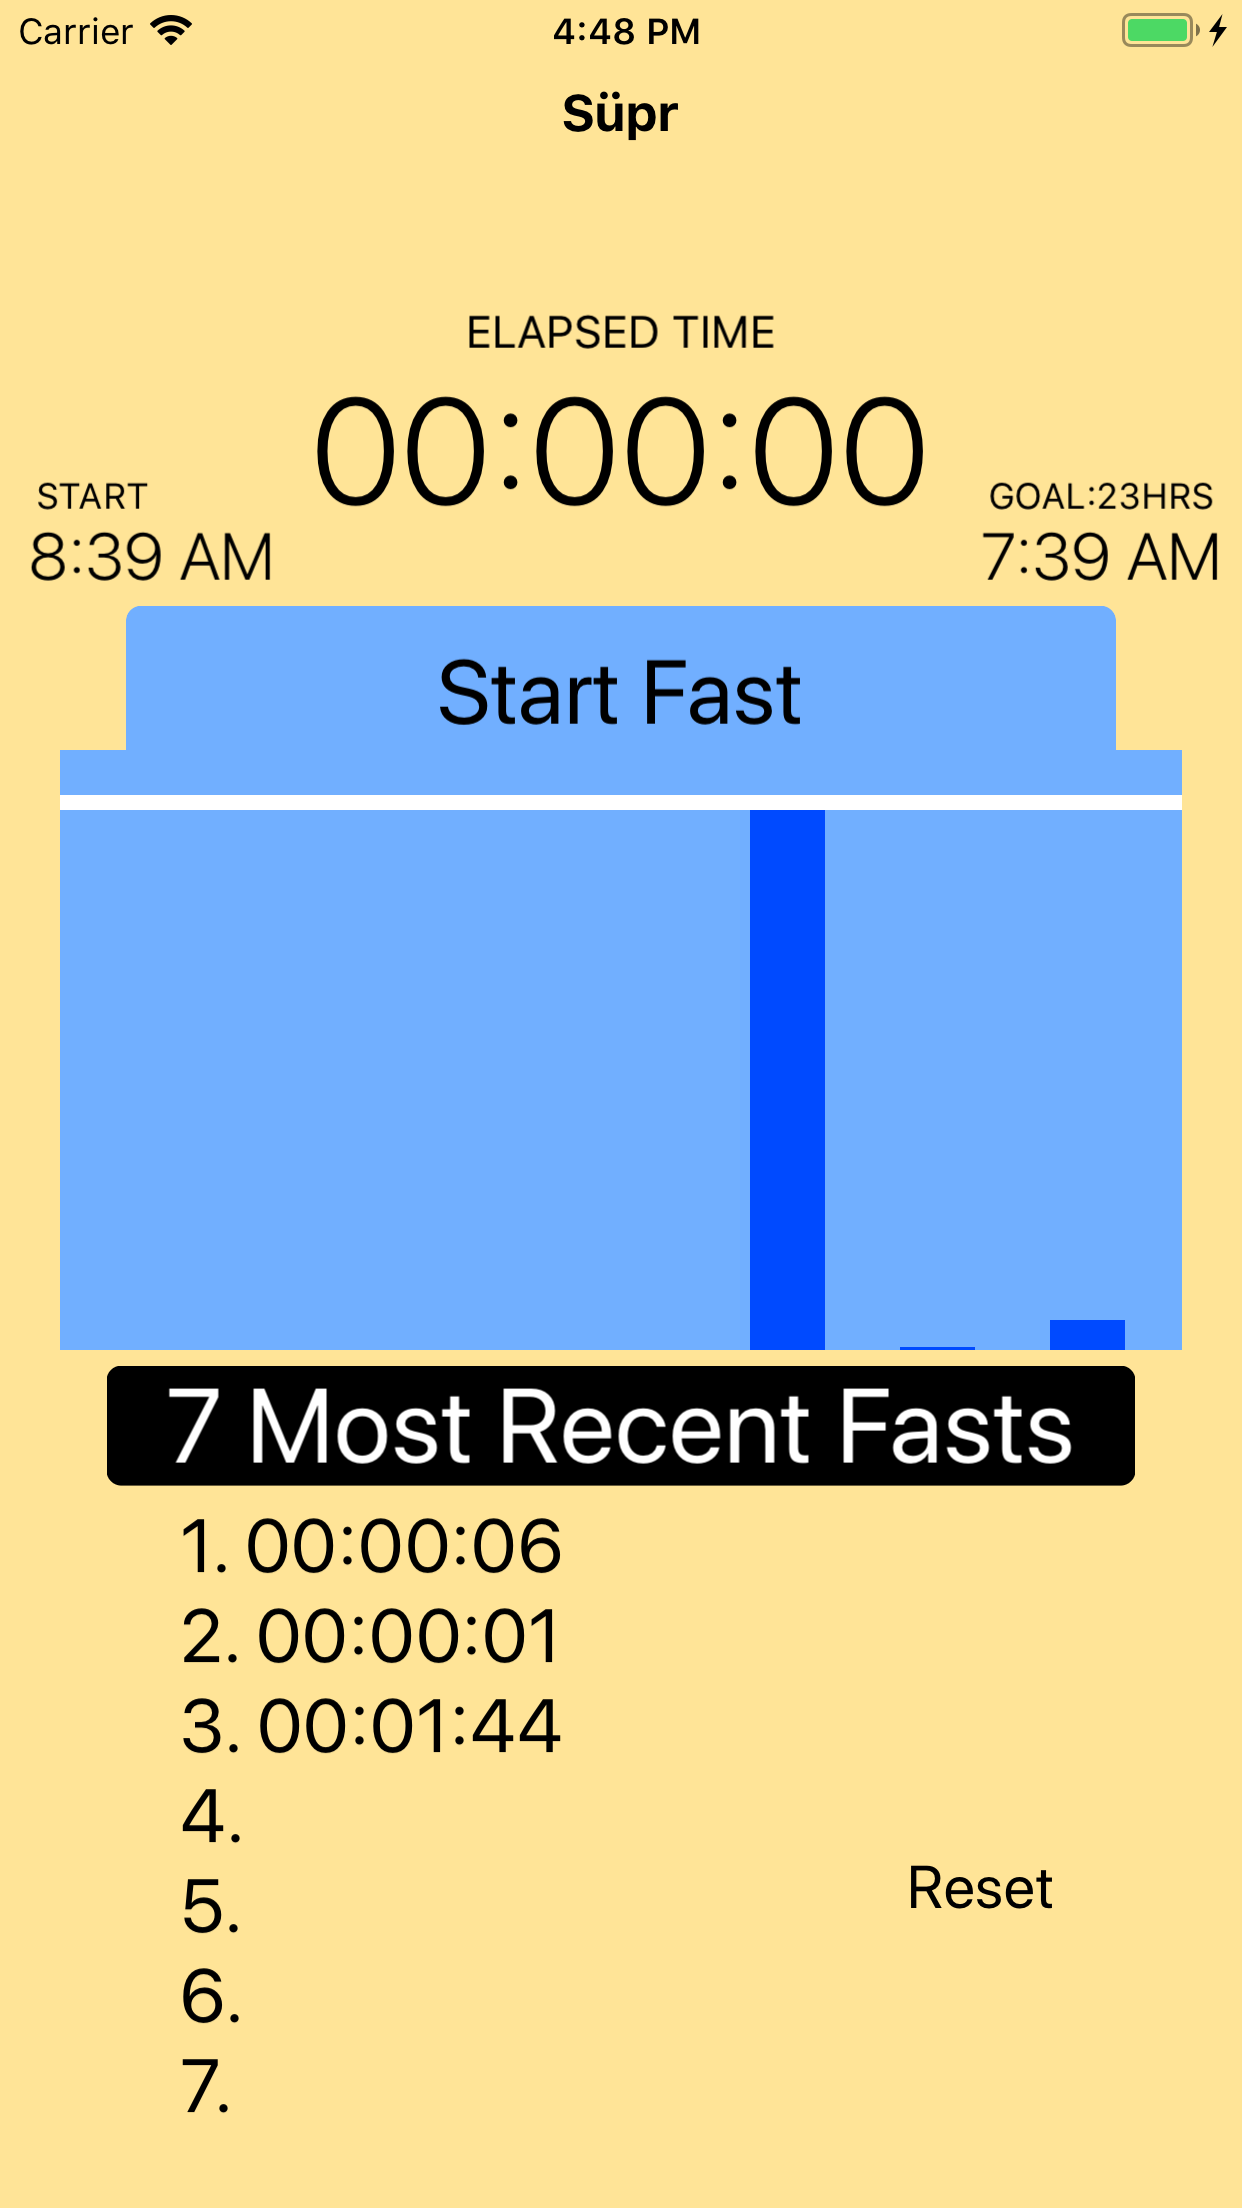 Carrier 4:48 PM
Süpr
ELAPSED TIME
00:00:00
START GOAL:23HRS
8:39 AM 7:39 AM
Start Fast
7 Most Recent Fasts
1. 00:00:06
2. 00:00:01
3. 00:01:44
4.
5.
Reset
6.
7.